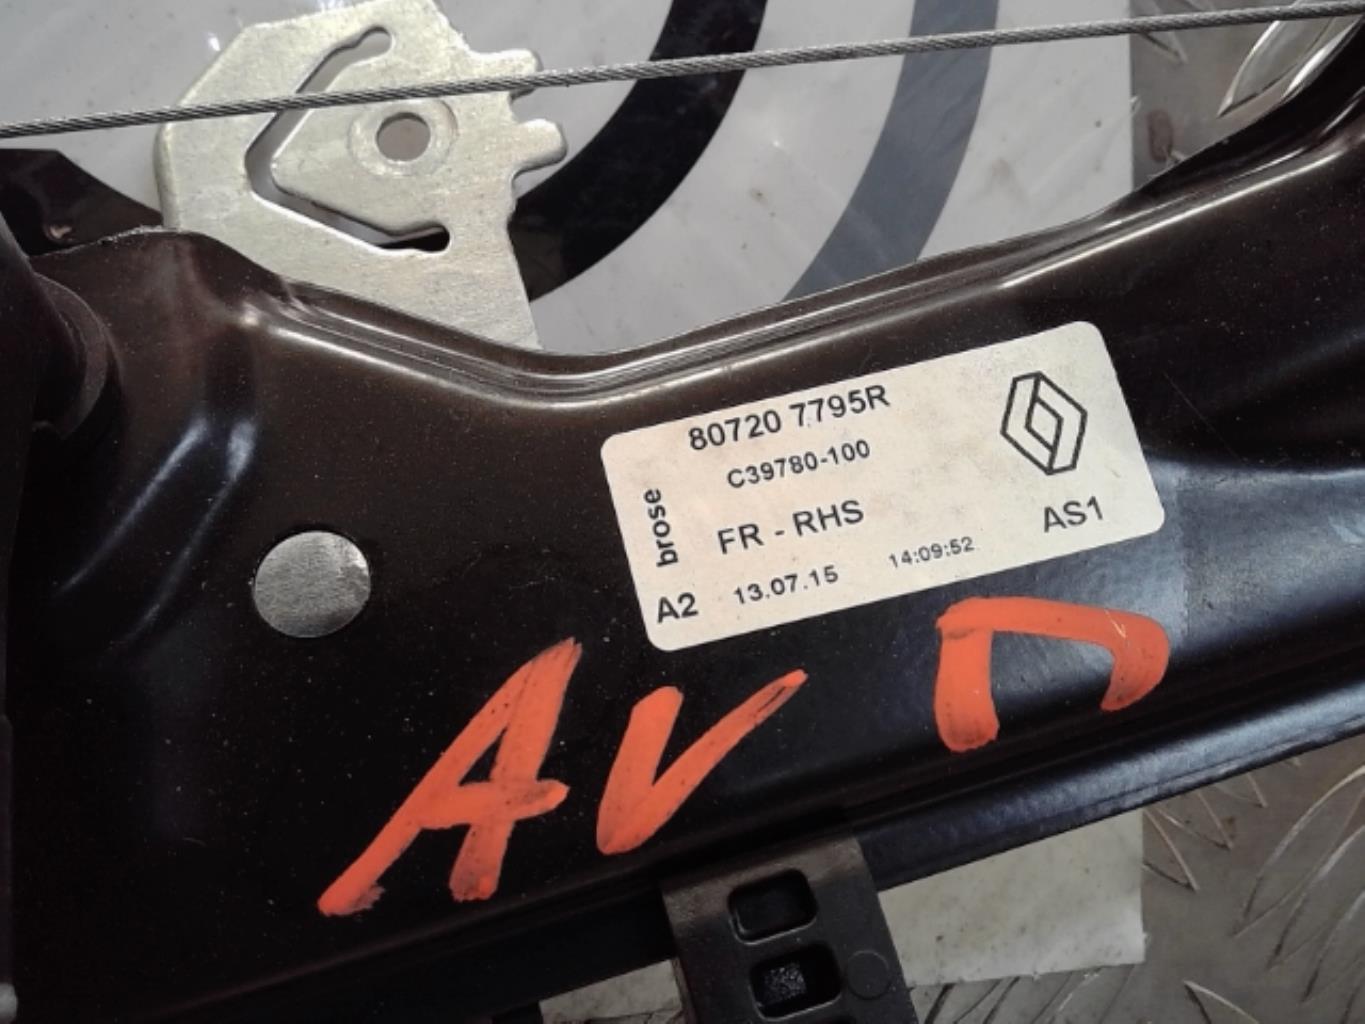 80720 7795R
C39780-100
brose
FR - RHS
AS1
A2 13.07.15 14:09:52
AV П